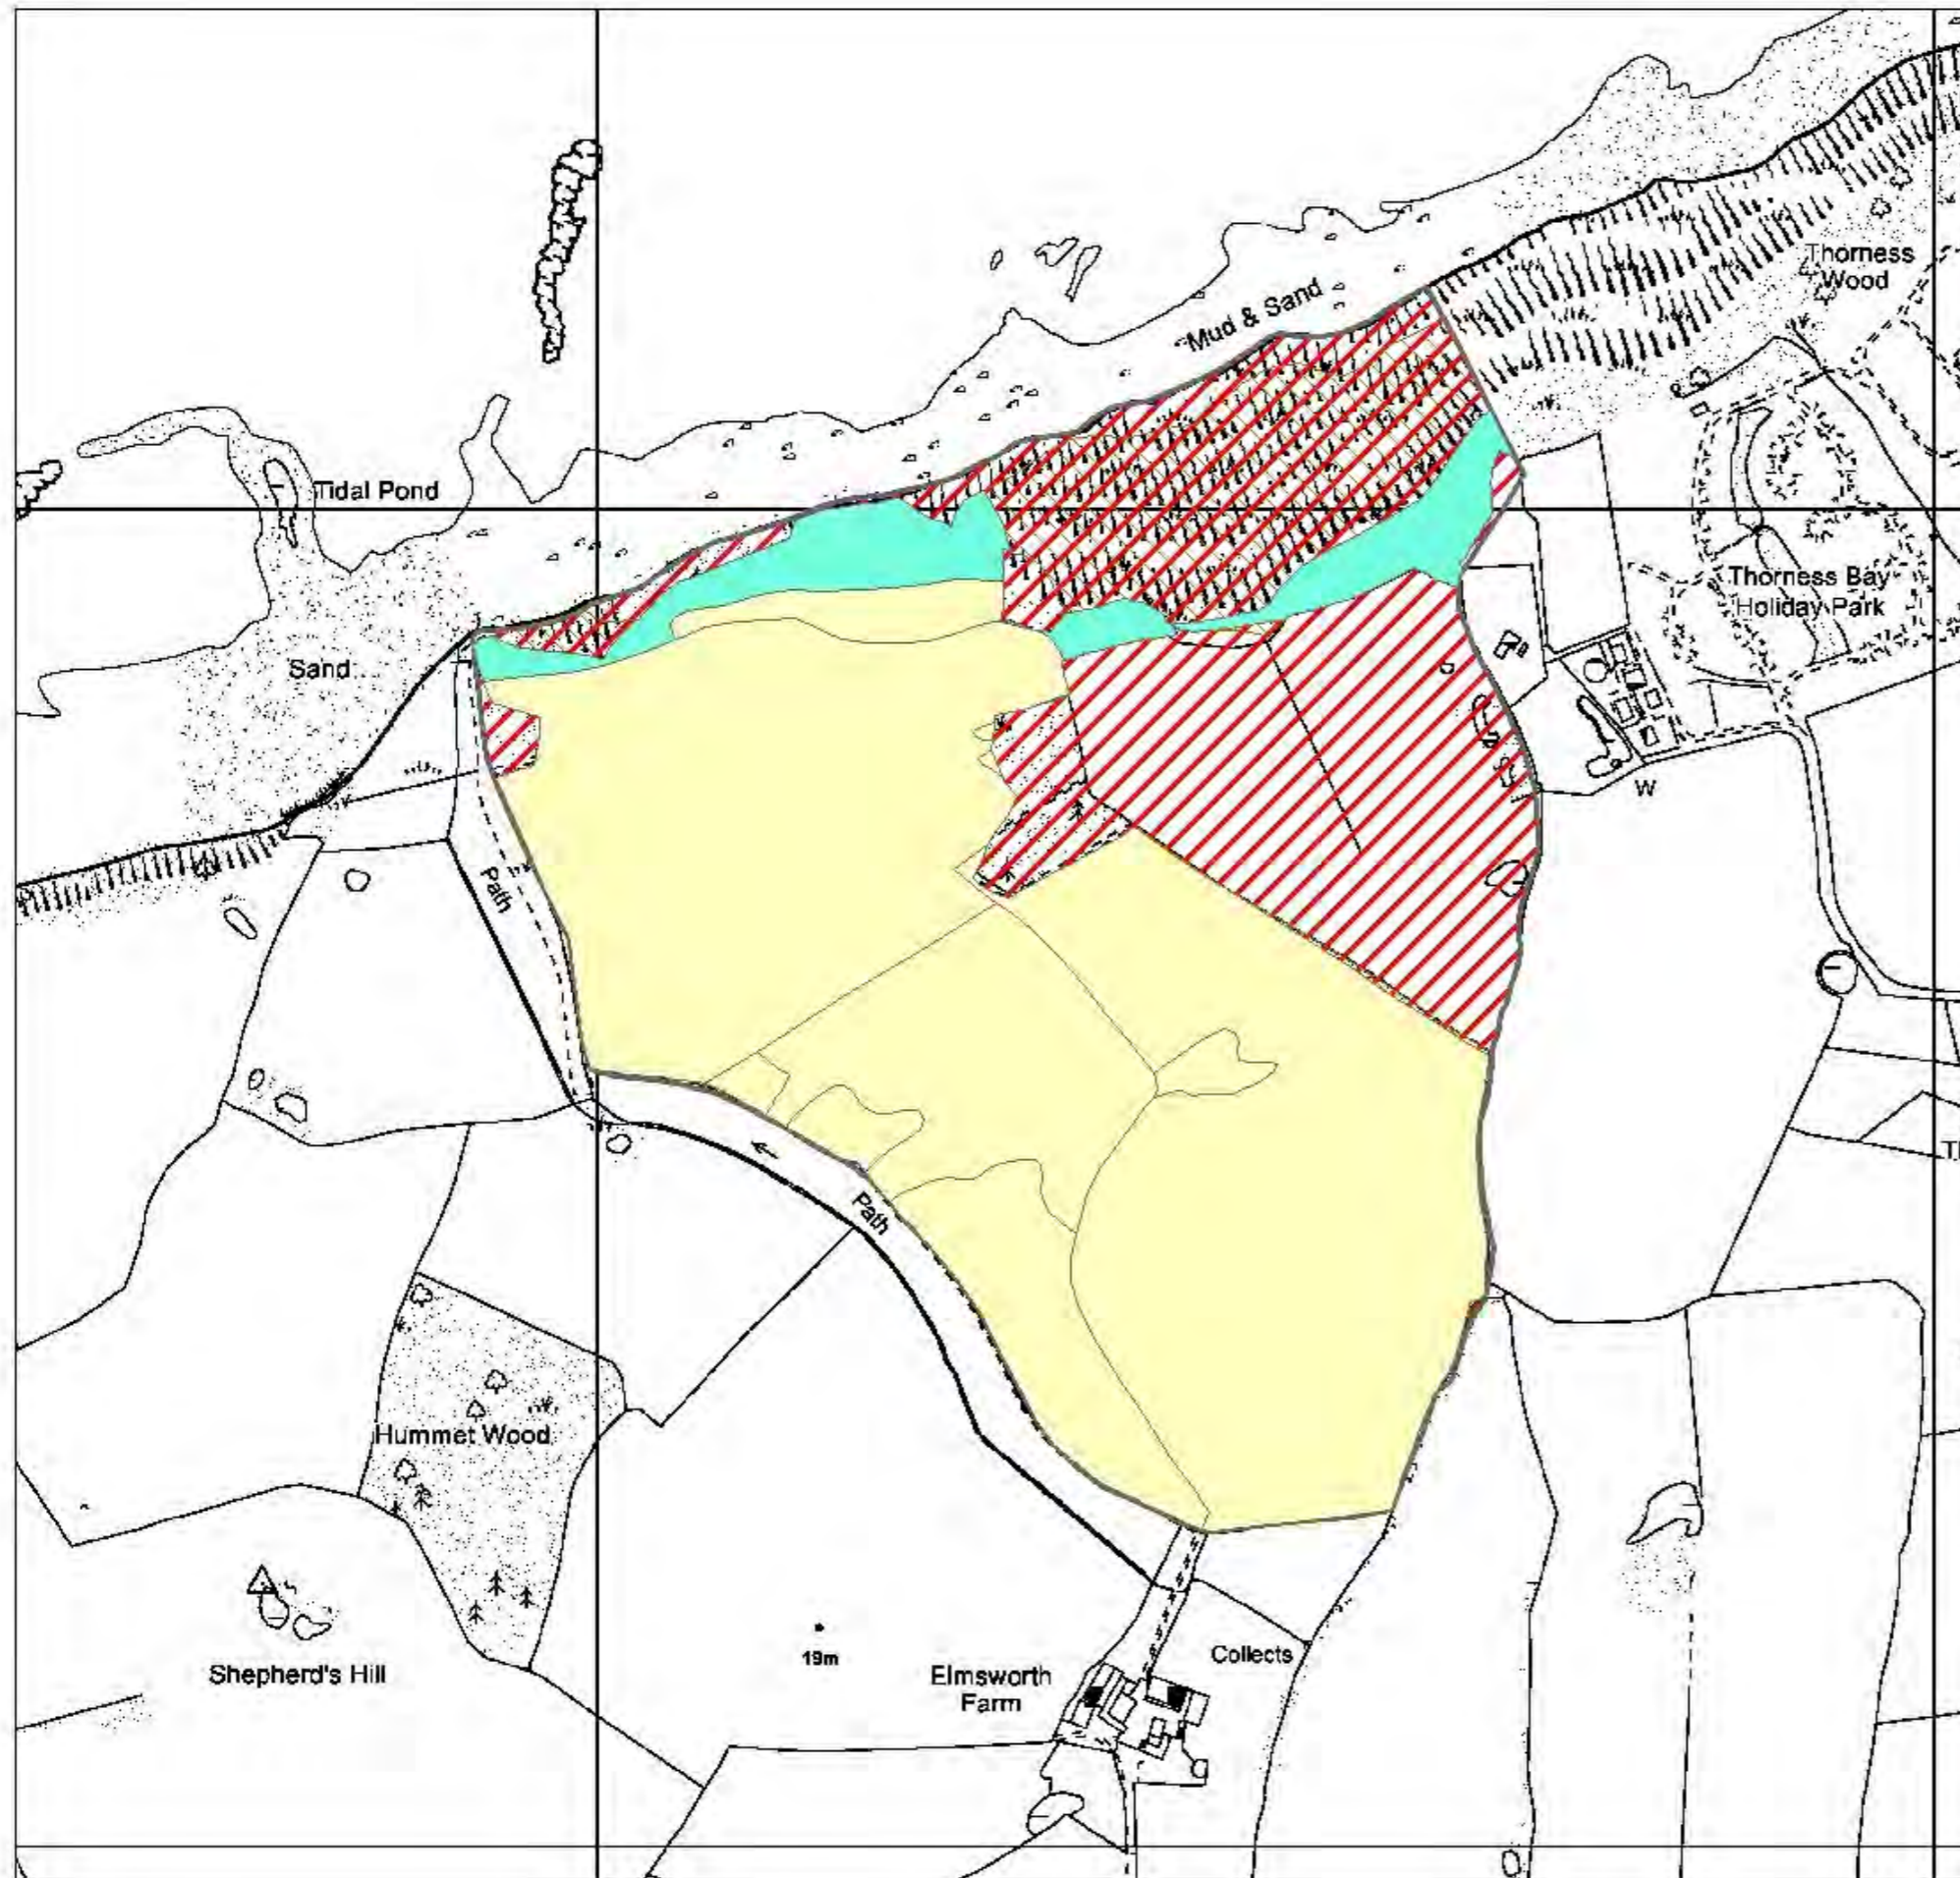 Thorness
Wood
Mud & Sand
Tidal Pond
Thorness Bay
Holiday Park
Sand
W
Path
Path
Hummet Wood
19m
Shepherd's Hill
Elmsworth
Farm
Collects